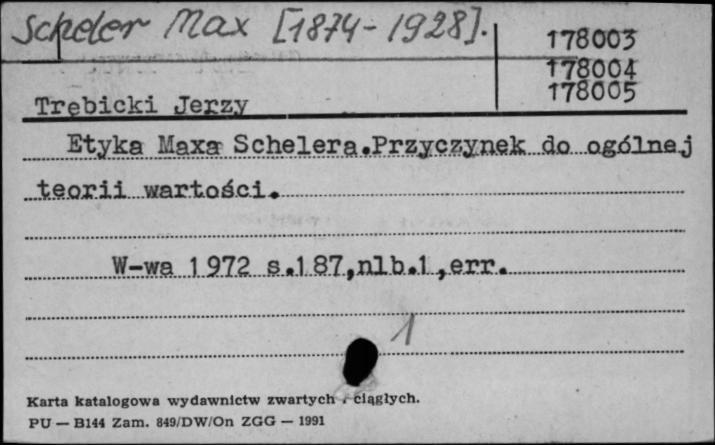 Scheler Max [1874-1928].
178003
178004
178005
Trębicki Jerzy
Etyka Maxa Schelera.Przyczynek do ogólnej
teorii wartości.
W-wa 1972 s.187,nlb.1,err.
1
Karta katalogowa wydawnictw zwartych i ciągłych.
PU — B144 Zam. 849/DW/On ZGG — 1991